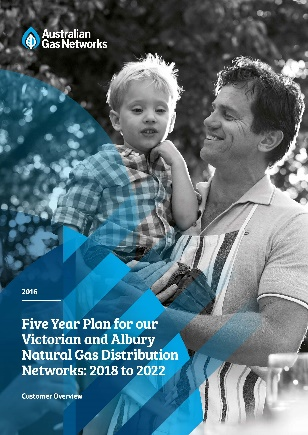 Australian
Gas Networks
2016
Five Year Plan for our
Victorian and Albury
Natural Gas Distribution
Networks: 2018 to 2022
Customer Overview